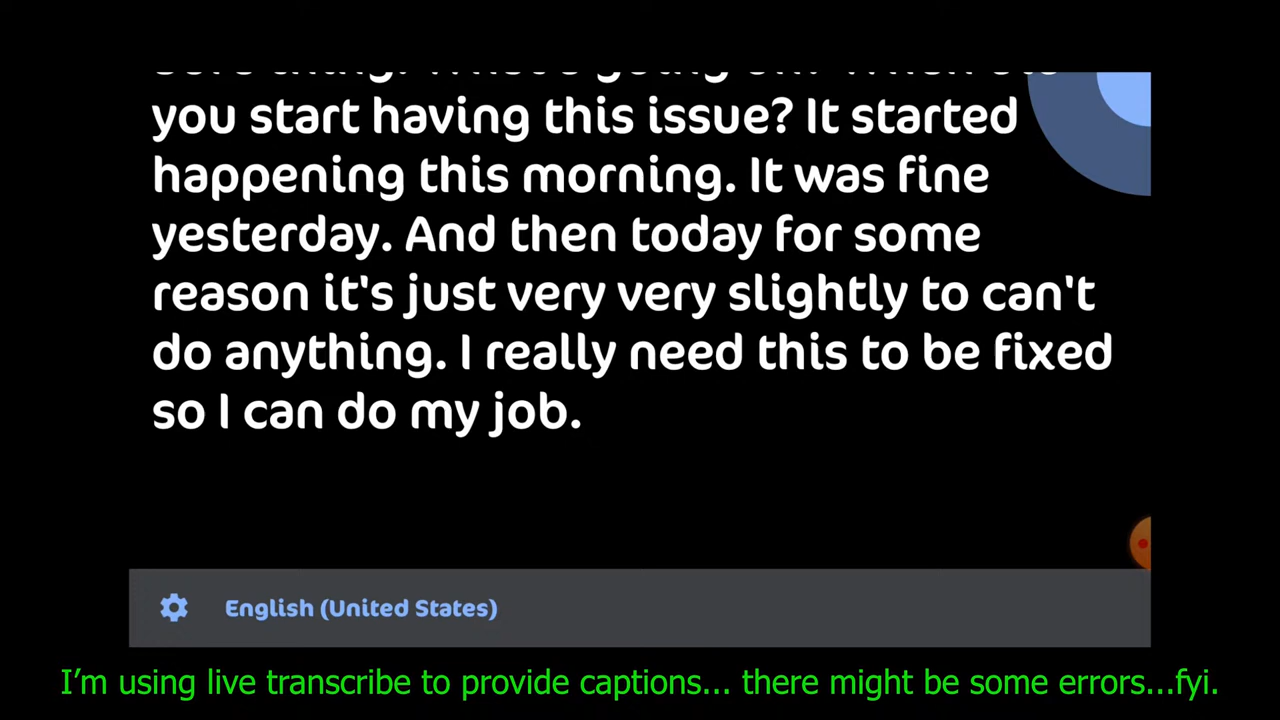 you start having this issue? It started
happening this morning. It was fine
yesterday. And then today for some
reason it's just very very slightly to can't
do anything. I really need this to be fixed
so I can do my job.
English (United States)
I'm using live transcribe to provide captions... there might be some errors...fyi.